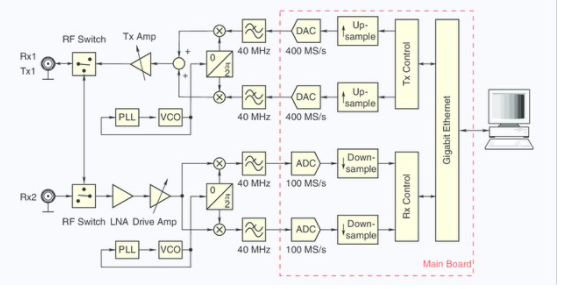 RF Switch
Tx Amp
Rx1
Tx1
40 MHz
DAC
400 MS/s
Up-
sample
0
π/2
PLL
VCO
40 MHz
DAC
400 MS/s
Up-
sample
Tx Control
Gigabit Ethernet
Rx2
RF Switch
LNA
Drive Amp
40 MHz
ADC
100 MS/s
Down-
sample
0
π/2
PLL
VCO
40 MHz
ADC
100 MS/s
Down-
sample
Rx Control
Main Board